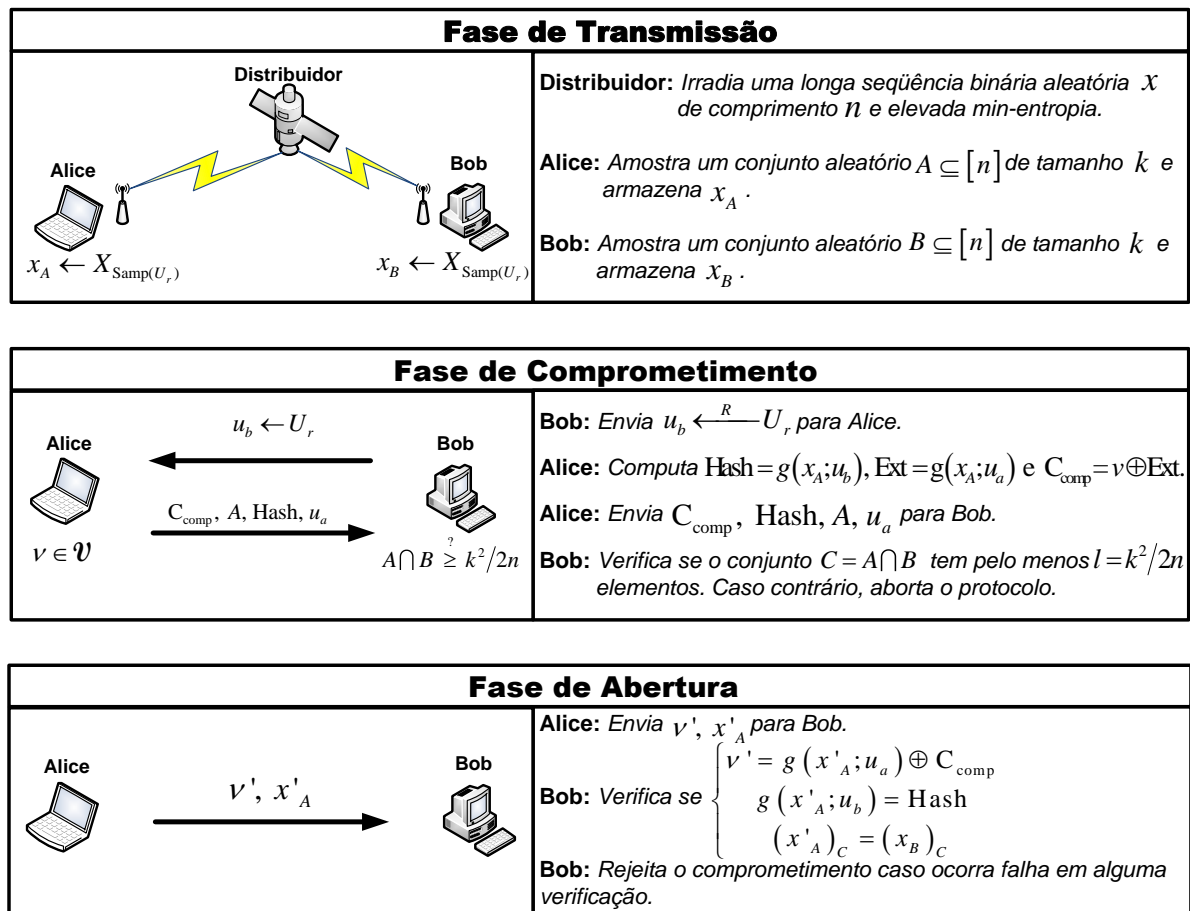 Fase de Transmissão
Distribuidor
Alice
Bob
x_A ← X_Samp(U_r)
x_B ← X_Samp(U_r)
Distribuidor: Irradia uma longa seqüência binária aleatória x
de comprimento n e elevada min-entropia.
Alice: Amostra um conjunto aleatório A ⊆ [n] de tamanho k e
armazena x_A .
Bob: Amostra um conjunto aleatório B ⊆ [n] de tamanho k e
armazena x_B .
Fase de Comprometimento
u_b ← U_r
Alice
Bob
C_comp, A, Hash, u_a
ν ∈ 𝒱
A ∩ B ≥? k²/2n
Bob: Envia u_b ←R U_r para Alice.
Alice: Computa Hash = g(x_A;u_b), Ext = g(x_A;u_a) e C_comp = ν⊕Ext.
Alice: Envia C_comp, Hash, A, u_a para Bob.
Bob: Verifica se o conjunto C = A ∩ B tem pelo menos l = k²/2n
elementos. Caso contrário, aborta o protocolo.
Fase de Abertura
Alice
Bob
ν', x'_A
Alice: Envia ν', x'_A para Bob.
Bob: Verifica se { ν' = g(x'_A;u_a) ⊕ C_comp
g(x'_A;u_b) = Hash
(x'_A)_C = (x_B)_C
Bob: Rejeita o comprometimento caso ocorra falha em alguma
verificação.